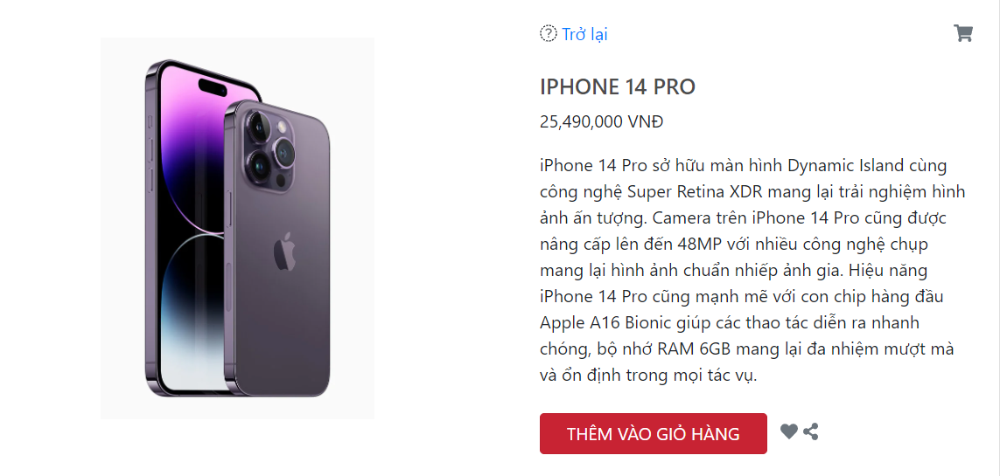 Trở lại
IPHONE 14 PRO
25,490,000 VNĐ
iPhone 14 Pro sở hữu màn hình Dynamic Island cùng
công nghệ Super Retina XDR mang lại trải nghiệm hình
ảnh ấn tượng. Camera trên iPhone 14 Pro cũng được
nâng cấp lên đến 48MP với nhiều công nghệ chụp
mang lại hình ảnh chuẩn nhiếp ảnh gia. Hiệu năng
iPhone 14 Pro cũng mạnh mẽ với con chip hàng đầu
Apple A16 Bionic giúp các thao tác diễn ra nhanh
chóng, bộ nhớ RAM 6GB mang lại đa nhiệm mượt mà
và ổn định trong mọi tác vụ.
THÊM VÀO GIỎ HÀNG